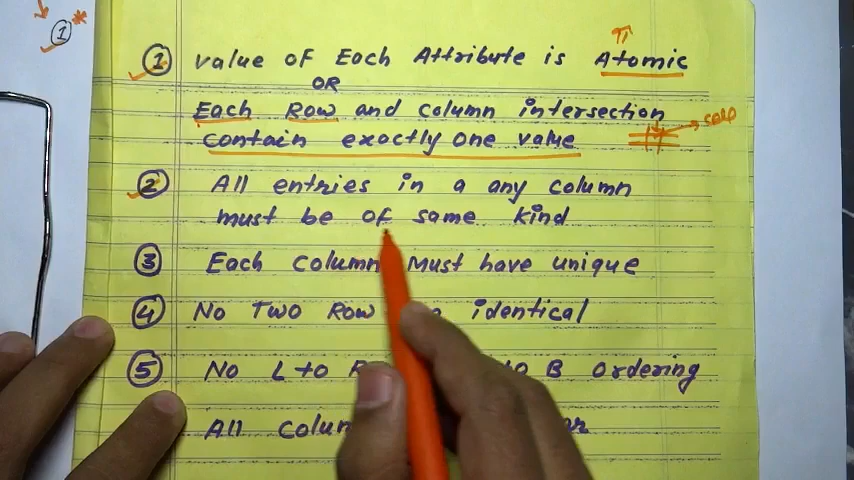 1 *
π
1 value of Each Attribute is Atomic
OR
Each Row and column intersection
contain exactly one value
2 All entries in a any column
must be of same kind
3 Each column Must have unique
4 No Two Row identical
5 No L to B ordering
All